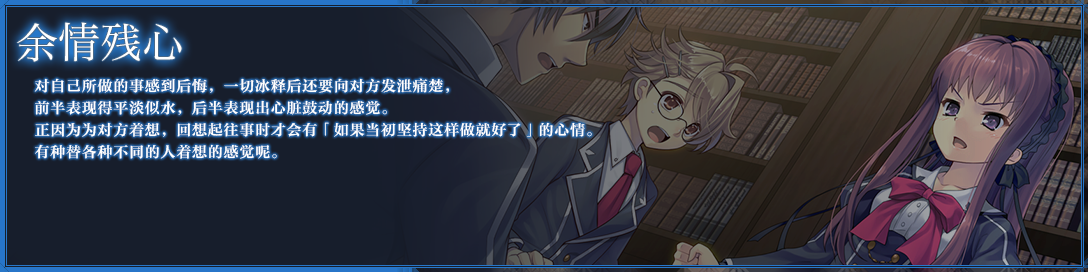 余情残心
对自己所做的事感到后悔，一切冰释后还要向对方发泄痛楚，
前半表现得平淡似水，后半表现出心脏鼓动的感觉。
正因为为对方着想，回想起往事时才会有「如果当初坚持这样做就好了」的心情。
有种替各种不同的人着想的感觉呢。